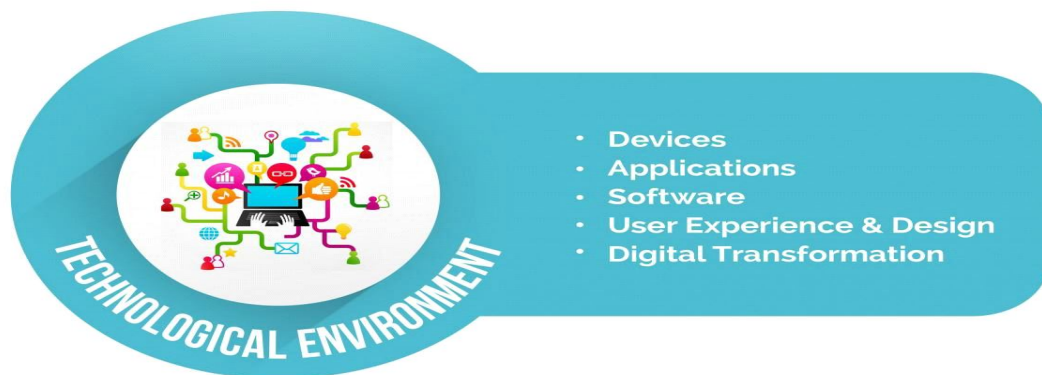 TECHNOLOGICAL ENVIRONMENT
• Devices
• Applications
• Software
• User Experience & Design
• Digital Transformation